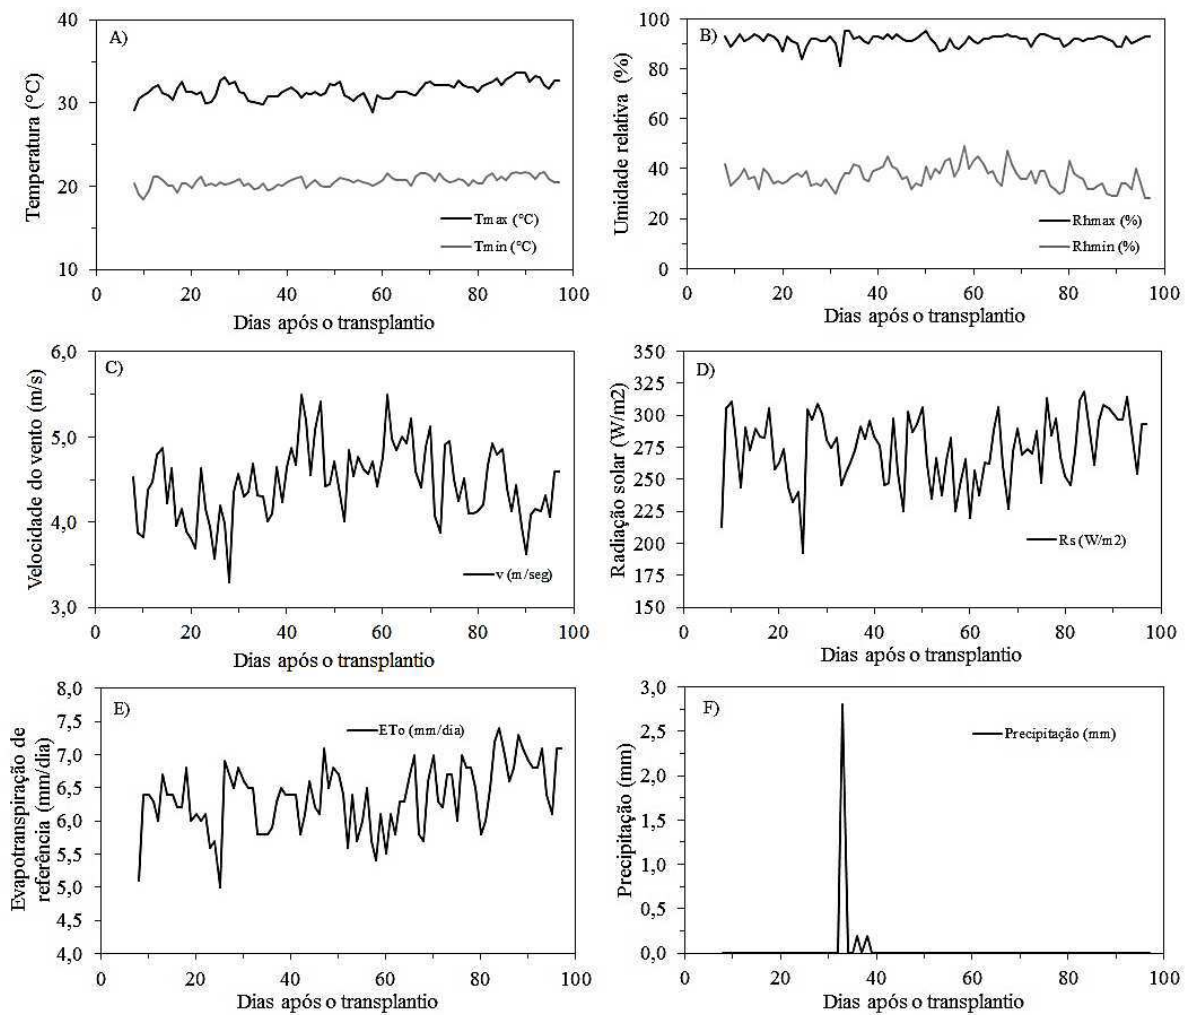 A)
Temperatura (°C)
40
30
20
10
Tmax (°C)
Tmin (°C)
0 20 40 60 80 100
Dias após o transplantio
B)
Umidade relativa (%)
100
80
60
40
20
0
Rhmax (%)
Rhmin (%)
0 20 40 60 80 100
Dias após o transplantio
C)
Velocidade do vento (m/s)
6,0
5,0
4,0
3,0
v (m/seg)
0 20 40 60 80 100
Dias após o transplantio
D)
Radiação solar (W/m2)
350
325
300
275
250
225
200
175
150
Rs (W/m2)
0 20 40 60 80 100
Dias após o transplantio
E)
Evapotranspiração de
referência (mm/dia)
8,0
7,5
7,0
6,5
6,0
5,5
5,0
4,5
4,0
ETo (mm/dia)
0 20 40 60 80 100
Dias após o transplantio
F)
Precipitação (mm)
3,0
2,5
2,0
1,5
1,0
0,5
0,0
Precipitação (mm)
0 20 40 60 80 100
Dias após o transplantio